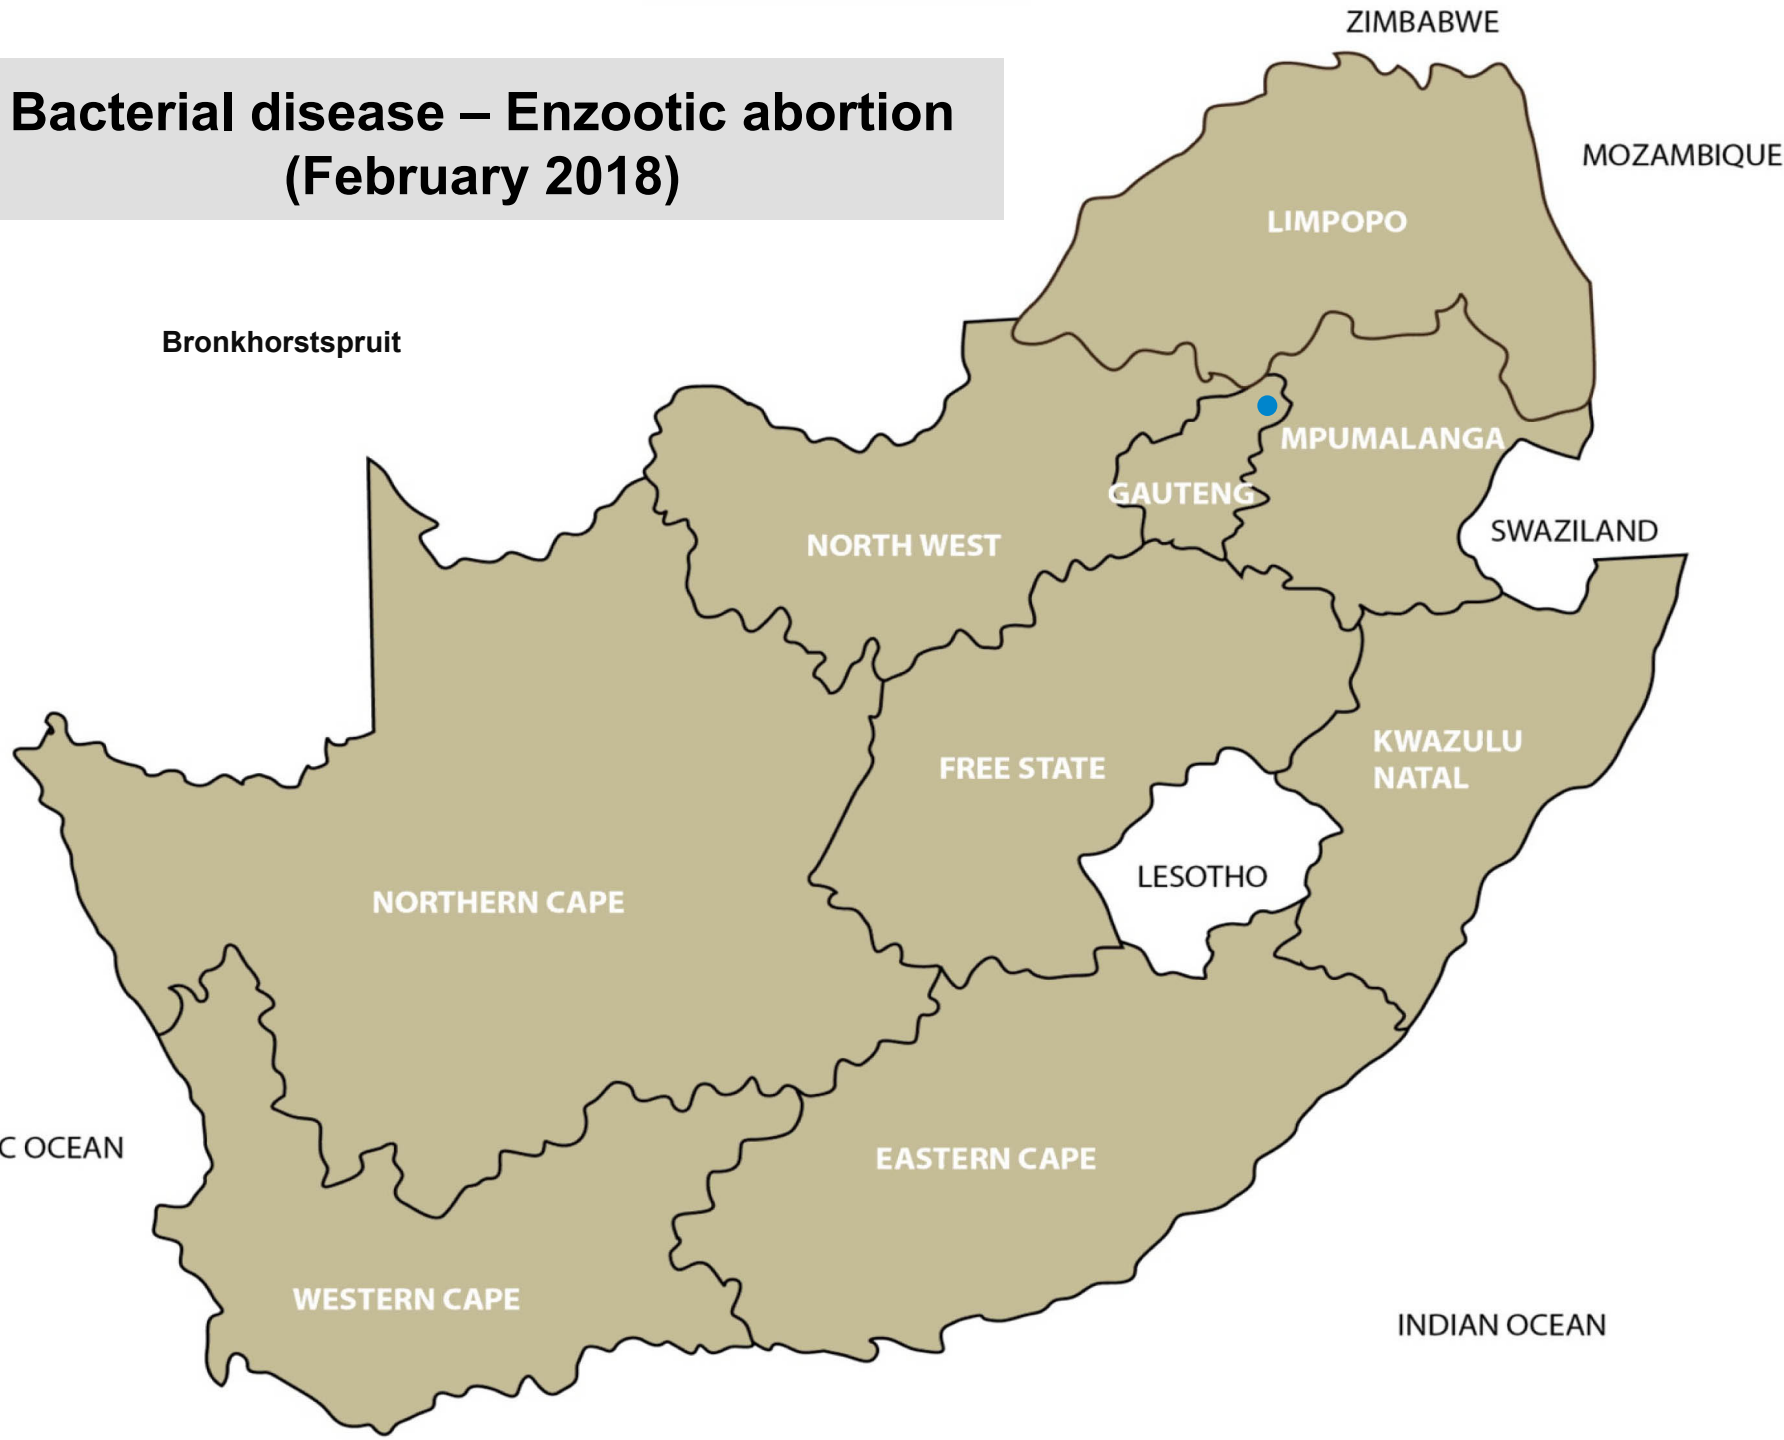 ZIMBABWE
Bacterial disease – Enzootic abortion
(February 2018)
MOZAMBIQUE
LIMPOPO
Bronkhorstspruit
MPUMALANGA
GAUTENG
SWAZILAND
NORTH WEST
KWAZULU
NATAL
FREE STATE
LESOTHO
NORTHERN CAPE
C OCEAN
EASTERN CAPE
WESTERN CAPE
INDIAN OCEAN